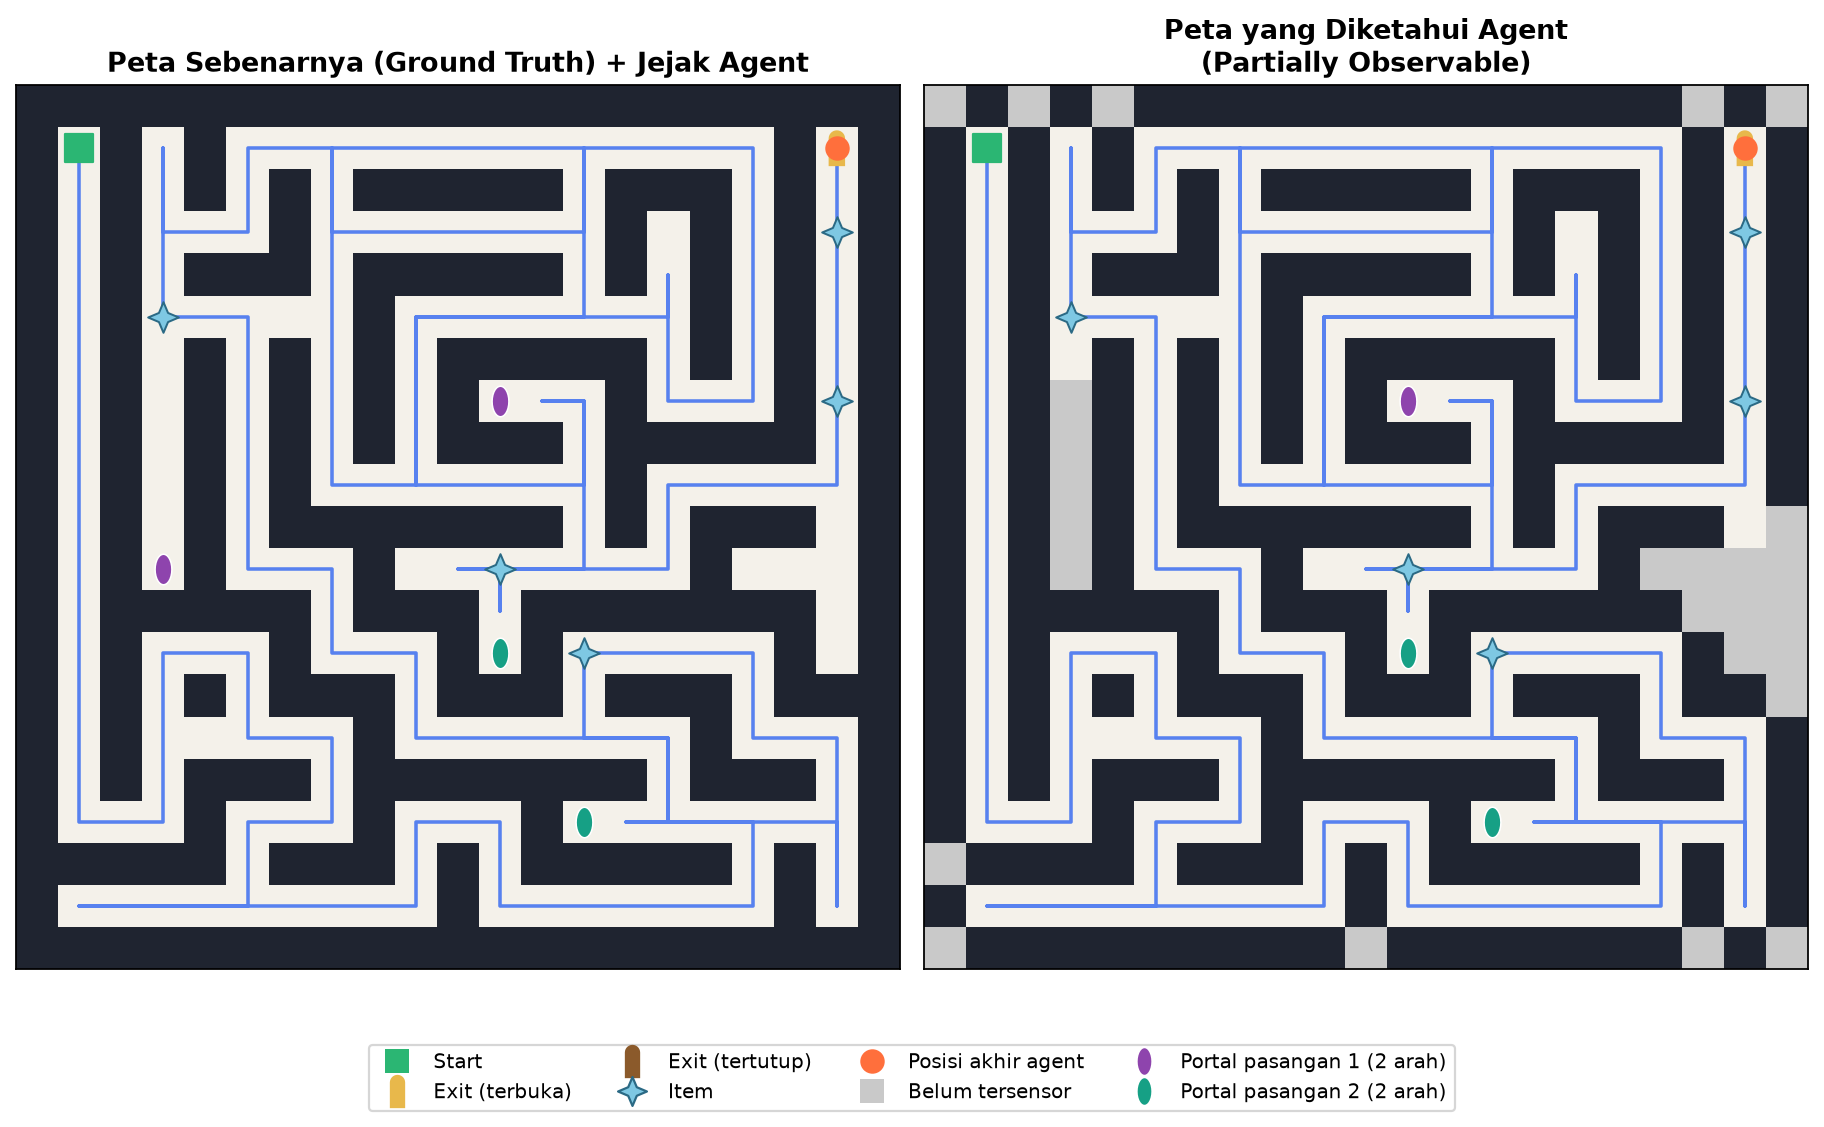 Peta Sebenarnya (Ground Truth) + Jejak Agent
Peta yang Diketahui Agent
(Partially Observable)
Start
Exit (terbuka)
Exit (tertutup)
Item
Posisi akhir agent
Belum tersensor
Portal pasangan 1 (2 arah)
Portal pasangan 2 (2 arah)